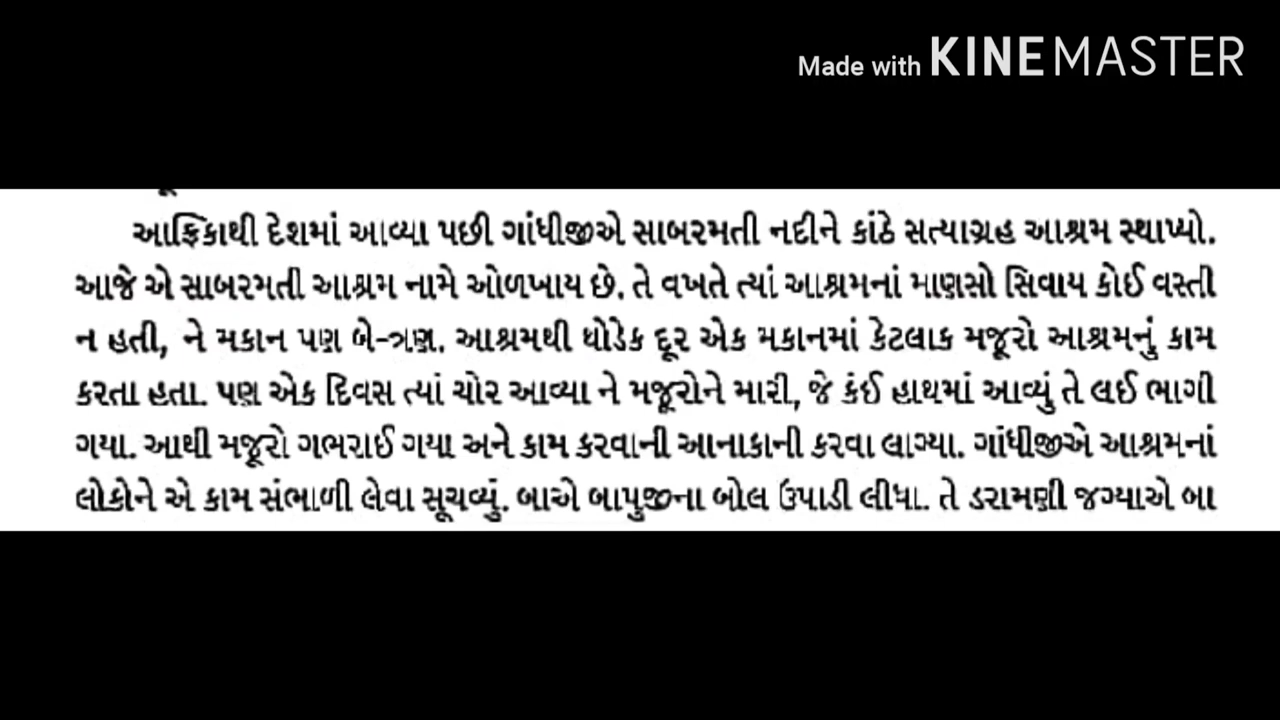 Made with KINEMASTER
આફ્રિકાથી દેશમાં આવ્યા પછી ગાંધીજીએ સાબરમતી નદીને કાંઠે સત્યાગ્રહ આશ્રમ સ્થાપ્યો.
આજે એ સાબરમતી આશ્રમ નામે ઓળખાય છે. તે વખતે ત્યાં આશ્રમનાં માણસો સિવાય કોઈ વસ્તી
ન હતી, ને મકાન પણ બે-ત્રણ. આશ્રમથી થોડેક દૂર એક મકાનમાં કેટલાક મજૂરો આશ્રમનું કામ
કરતા હતા. પણ એક દિવસ ત્યાં ચોર આવ્યા ને મજૂરોને મારી, જે કંઈ હાથમાં આવ્યું તે લઈ ભાગી
ગયા. આથી મજૂરો ગભરાઈ ગયા અને કામ કરવાની આનાકાની કરવા લાગ્યા. ગાંધીજીએ આશ્રમનાં
લોકોને એ કામ સંભાળી લેવા સૂચવ્યું. બાએ બાપુજીના બોલ ઉપાડી લીધા. તે ડરામણી જગ્યાએ બા